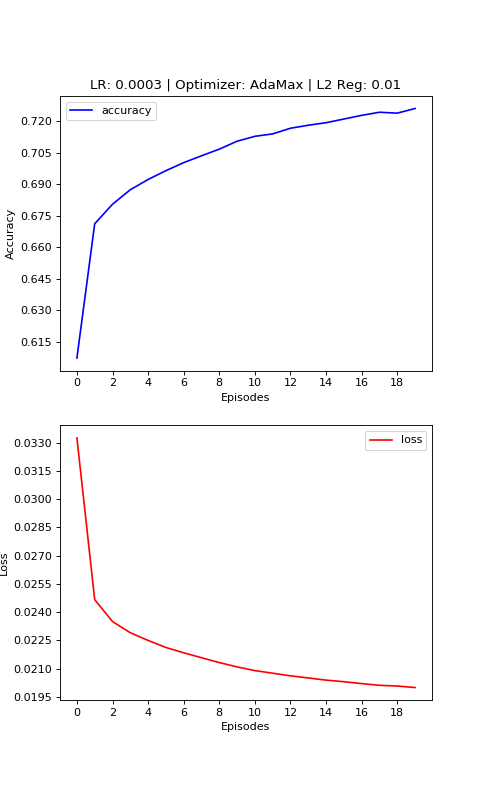 LR: 0.0003 | Optimizer: AdaMax | L2 Reg: 0.01
accuracy
0.720
0.705
0.690
0.675
0.660
0.645
0.630
0.615
Accuracy
0 2 4 6 8 10 12 14 16 18
Episodes
loss
0.0330
0.0315
0.0300
0.0285
0.0270
0.0255
0.0240
0.0225
0.0210
0.0195
Loss
0 2 4 6 8 10 12 14 16 18
Episodes